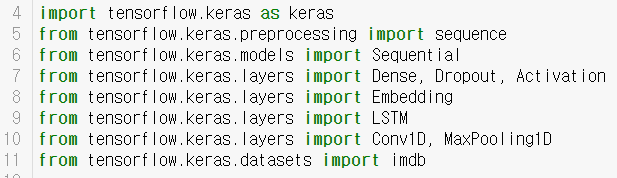 4 import tensorflow.keras as keras
5 from tensorflow.keras.preprocessing import sequence
6 from tensorflow.keras.models import Sequential
7 from tensorflow.keras.layers import Dense, Dropout, Activation
8 from tensorflow.keras.layers import Embedding
9 from tensorflow.keras.layers import LSTM
10 from tensorflow.keras.layers import Conv1D, MaxPooling1D
11 from tensorflow.keras.datasets import imdb